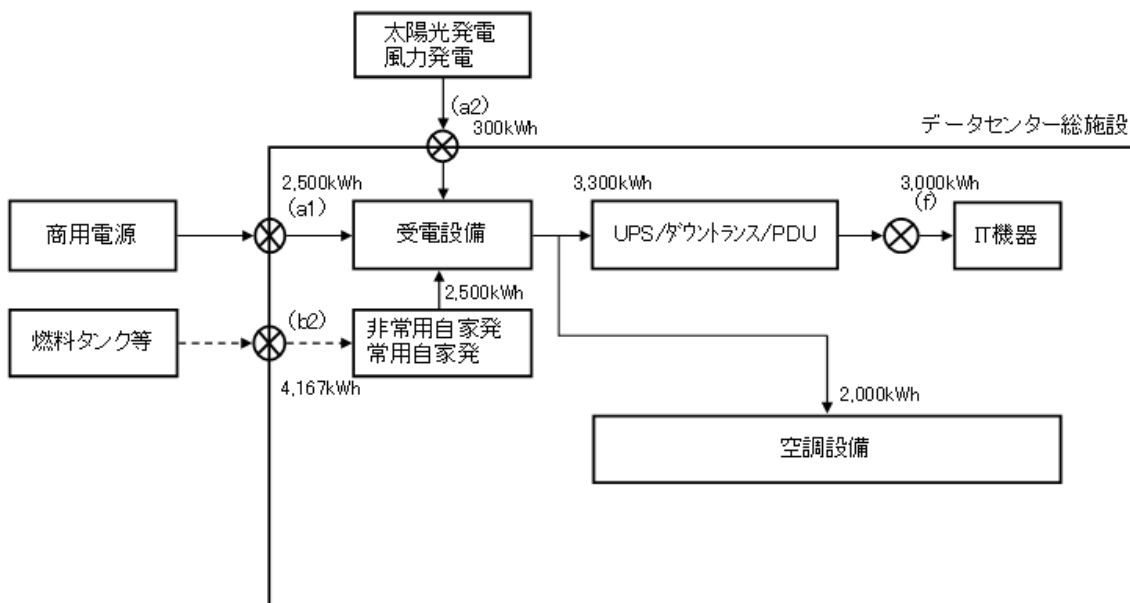 太陽光発電
風力発電
(a2)
300kWh
データセンター総施設
2,500kWh
(a1)
3,300kWh
3,000kWh
(f)
商用電源
受電設備
UPS/ダウントランス/PDU
IT機器
2,500kWh
燃料タンク等
(b2)
非常用自家発
常用自家発
4,167kWh
2,000kWh
空調設備